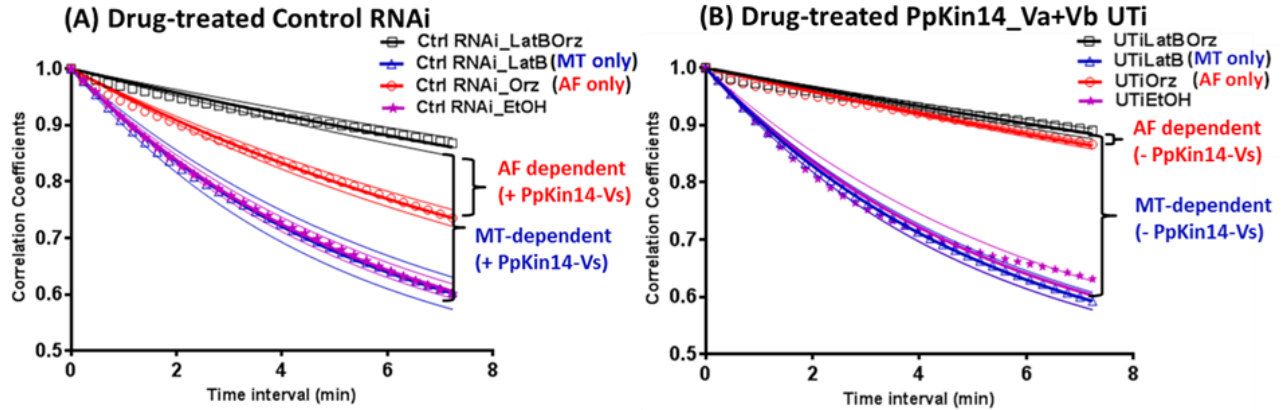 (A) Drug-treated Control RNAi
Ctrl RNAi_LatBOrz
Ctrl RNAi_LatB (MT only)
Ctrl RNAi_Orz (AF only)
Ctrl RNAi_EtOH
Correlation Coefficients
1.0
0.9
0.8
0.7
0.6
0.5
0
2
4
6
8
Time interval (min)
AF dependent
(+ PpKin14-Vs)
MT-dependent
(+ PpKin14-Vs)
(B) Drug-treated PpKin14_Va+Vb UTi
UTiLatBOrz
UTiLatB (MT only)
UTiOrz (AF only)
UTiEtOH
Correlation Coefficients
1.0
0.9
0.8
0.7
0.6
0.5
0
2
4
6
8
Time interval (min)
AF dependent
(- PpKin14-Vs)
MT-dependent
(- PpKin14-Vs)